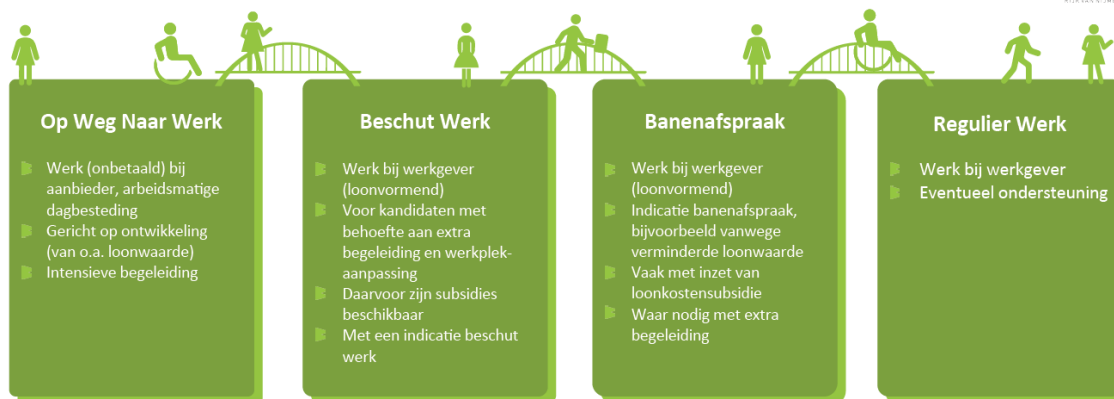 Op Weg Naar Werk
Werk (onbetaald) bij
aanbieder, arbeidsmatige
dagbesteding
Gericht op ontwikkeling
(van o.a. loonwaarde)
Intensieve begeleiding
Beschut Werk
Werk bij werkgever
(loonvormend)
Voor kandidaten met
behoefte aan extra
begeleiding en werkplek-
aanpassing
Daarvoor zijn subsidies
beschikbaar
Met een indicatie beschut
werk
Banenafspraak
Werk bij werkgever
(loonvormend)
Indicatie banenafspraak,
bijvoorbeeld vanwege
verminderde loonwaarde
Vaak met inzet van
loonkostensubsidie
Waar nodig met extra
begeleiding
Regulier Werk
Werk bij werkgever
Eventueel ondersteuning